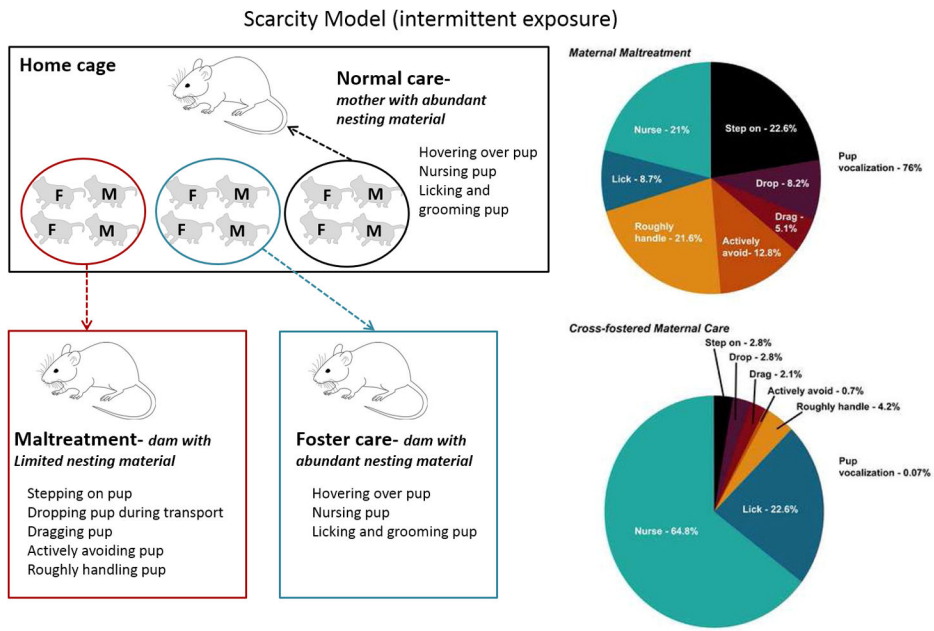 Scarcity Model (intermittent exposure)
Home cage
Normal care-
mother with abundant
nesting material
Hovering over pup
Nursing pup
Licking and
grooming pup
F M
F M
F M
F M
F M
F M
Maltreatment- dam with
Limited nesting material
Stepping on pup
Dropping pup during transport
Dragging pup
Actively avoiding pup
Roughly handling pup
Foster care- dam with
abundant nesting material
Hovering over pup
Nursing pup
Licking and grooming pup
Maternal Maltreatment
Nurse - 21%
Step on - 22.6%
Lick - 8.7%
Drop - 8.2%
Drag -
5.1%
Roughly
handle - 21.6%
Actively
avoid- 12.8%
Pup
vocalization - 76%
Cross-fostered Maternal Care
Step on - 2.8%
Drop - 2.8%
Drag - 2.1%
Actively avoid - 0.7%
Roughly handle - 4.2%
Pup
vocalization - 0.07%
Lick - 22.6%
Nurse - 64.8%